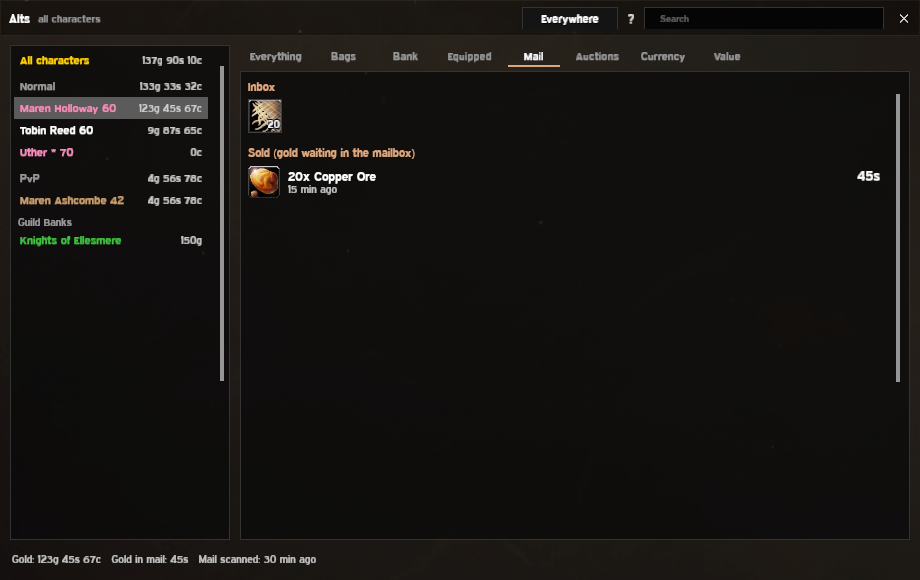 Alts all characters Everywhere ? Search ×
All characters 137g 90s 10c
Normal 133g 33s 32c
Maren Holloway 60 123g 45s 67c
Tobin Reed 60 9g 87s 65c
Uther * 70 0c
PvP 4g 56s 78c
Maren Ashcombe 42 4g 56s 78c
Guild Banks
Knights of Ellesmere 150g
Everything Bags Bank Equipped Mail Auctions Currency Value
Inbox
20
Sold (gold waiting in the mailbox)
20x Copper Ore 45s
15 min ago
Gold: 123g 45s 67c Gold in mail: 45s Mail scanned: 30 min ago